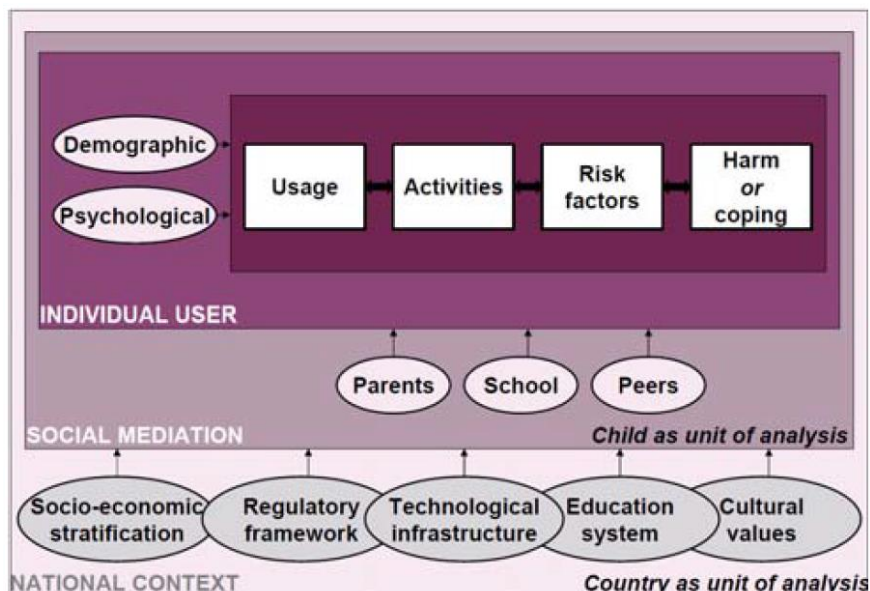 Demographic
Psychological
Usage
Activities
Risk
factors
Harm
or
coping
INDIVIDUAL USER
Parents
School
Peers
SOCIAL MEDIATION
Child as unit of analysis
Socio-economic
stratification
Regulatory
framework
Technological
infrastructure
Education
system
Cultural
values
NATIONAL CONTEXT
Country as unit of analysis